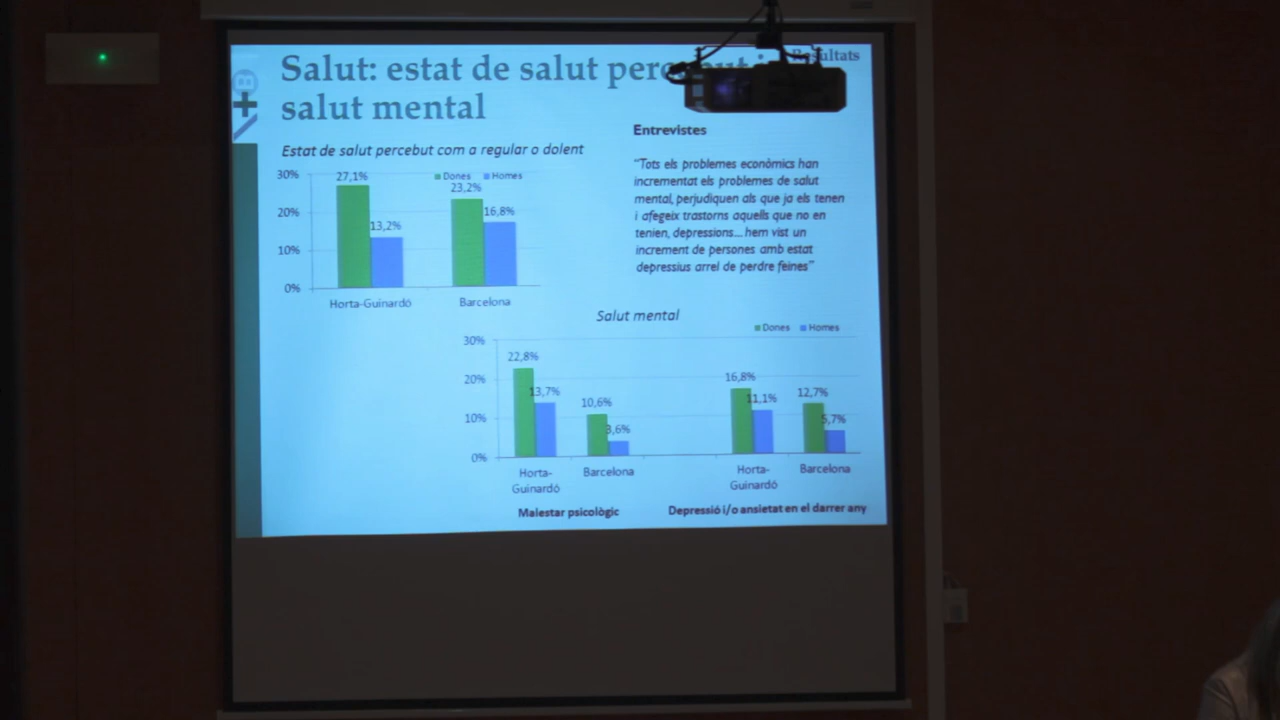 Salut: estat de salut
salut mental
Estat de salut percebut com a regular o dolent
30%
20%
10%
0%
Dones Homes
27,1%
13,2%
23,2%
16,8%
Horta-Guinardó
Barcelona
Entrevistes
"Tots els problemes econòmics han
incrementat els problemes de salut
mental, perjudiquen als que ja els tenen
i afegeix trastorns aquells que no en
tenien, depressions... hem vist un
increment de persones amb estat
depressius arrel de perdre feines"
Salut mental
Dones Homes
30%
20%
10%
0%
22,8%
13,7%
10,6%
3,6%
16,8%
11,1%
12,7%
5,7%
Horta-
Guinardó
Barcelona
Horta-
Guinardó
Barcelona
Malestar psicològic
Depressió i/o ansietat en el darrer any